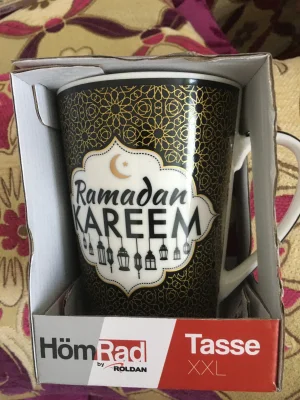 Ramadan
KAREEM
HömRad
by ROLDAN
Tasse
XXL